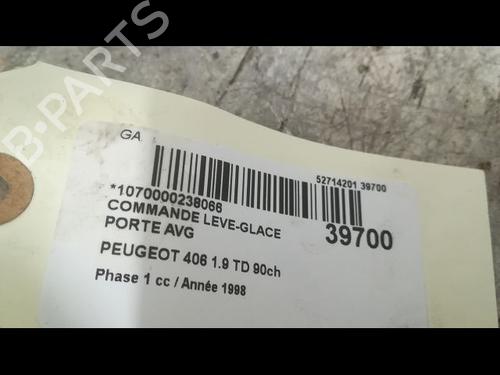 B-PARTS
GA
52714201 39700
*1070000238066
COMMANDE LEVE-GLACE
PORTE AVG
39700
PEUGEOT 406 1.9 TD 90ch
Phase 1 cc / Année 1998